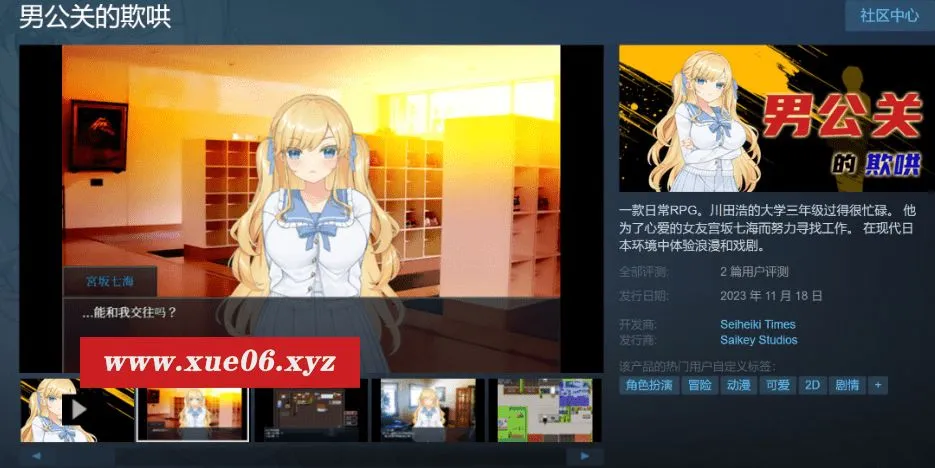 男公关的欺哄
社区中心
宫坂七海
...能和我交往吗？
www.xue06.xyz
男公关
的 欺哄
一款日常RPG。川田浩的大学三年级过得很忙碌。 他
为了心爱的女友宫坂七海而努力寻找工作。 在现代日
本环境中体验浪漫和戏剧。
全部评测: 2 篇用户评测
发行日期: 2023 年 11 月 18 日
开发商: Seiheiki Times
发行商: Saikey Studios
该产品的热门用户自定义标签：
角色扮演 冒险 动漫 可爱 2D 剧情 +